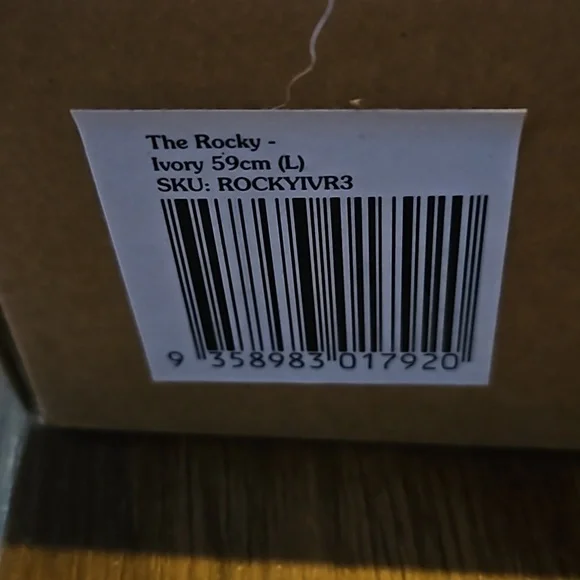 The Rocky -
Ivory 59cm (L)
SKU: ROCKYIVR3
9 358983 017920